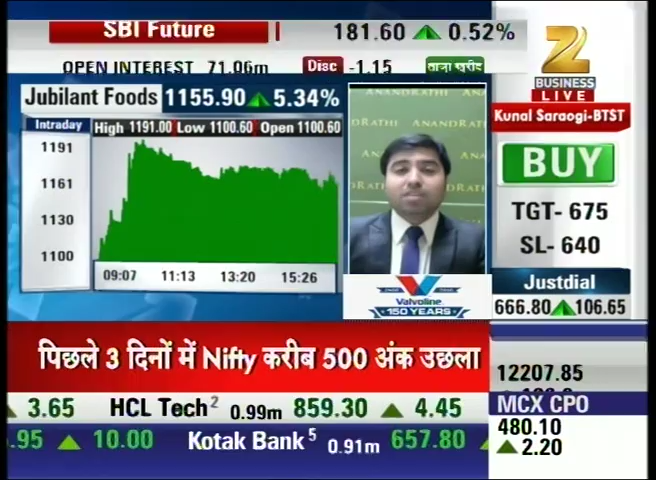 SBI Future
181.60 0.52%
OPEN INTEREST 71.06m Disc -1.15 ताज़ा खरीद
Z
BUSINESS
LIVE
Jubilant Foods 1155.90 5.34%
Intraday High 1191.00 Low 1100.60 Open 1100.60
1191
1161
1130
1100
09:07 11:13 13:20 15:26
ANANDRATHI
ANANDRATHI
Valvoline
150 YEARS
Kunal Saraogi-BTST
BUY
TGT- 675
SL- 640
Justdial
666.80 106.65
पिछले 3 दिनों में Nifty करीब 500 अंक उछला
12207.85
3.65 HCL Tech 2 0.99m 859.30 4.45
.95 10.00 Kotak Bank 5 0.91m 657.80
MCX CPO
480.10
2.20